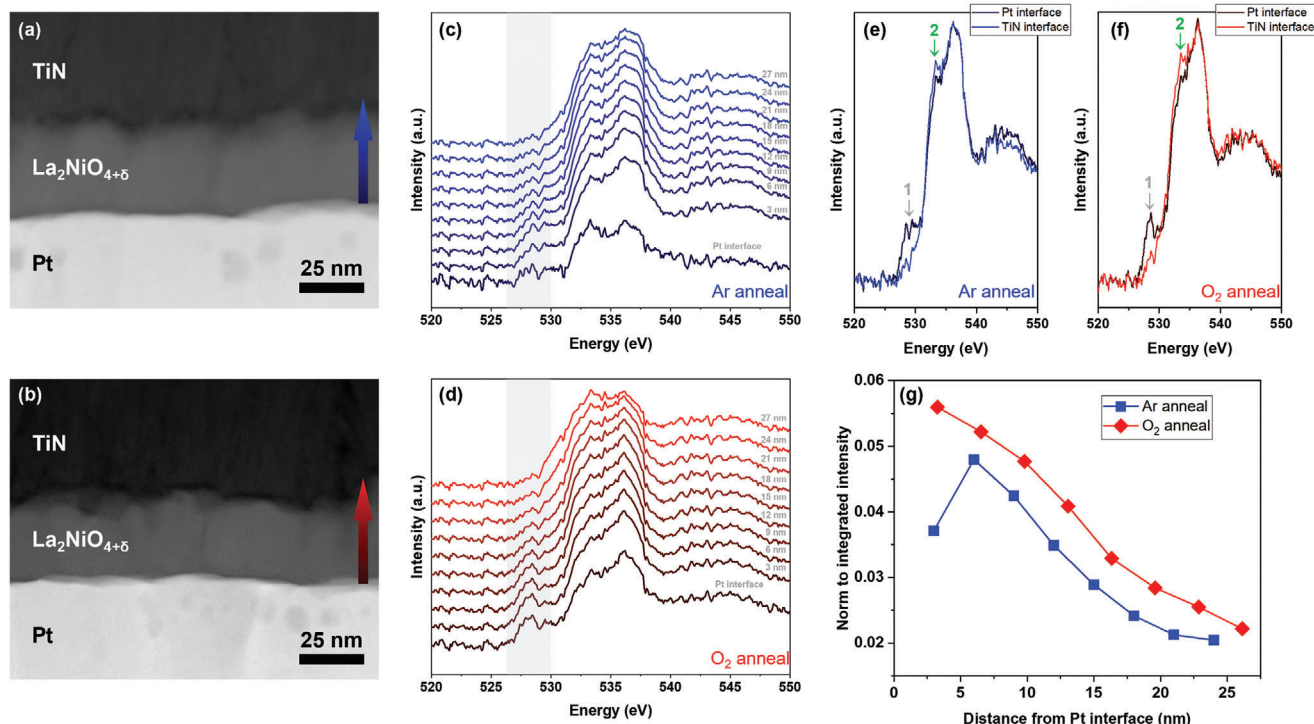 (a)
TiN
La₂NiO₄₊δ
Pt
25 nm
(b)
TiN
La₂NiO₄₊δ
Pt
25 nm
(c)
Intensity (a.u.)
27 nm
24 nm
21 nm
18 nm
15 nm
12 nm
9 nm
6 nm
3 nm
Pt interface
Ar anneal
520 525 530 535 540 545 550
Energy (eV)
(d)
Intensity (a.u.)
27 nm
24 nm
21 nm
18 nm
15 nm
12 nm
9 nm
6 nm
3 nm
Pt interface
O₂ anneal
520 525 530 535 540 545 550
Energy (eV)
(e)
Pt interface
TiN interface
2
1
Intensity (a.u.)
Ar anneal
520 530 540 550
Energy (eV)
(f)
Pt interface
TiN interface
2
1
Intensity (a.u.)
O₂ anneal
520 530 540 550
Energy (eV)
(g)
Ar anneal
O₂ anneal
Norm to integrated intensity
0.06
0.05
0.04
0.03
0.02
0 5 10 15 20 25
Distance from Pt interface (nm)